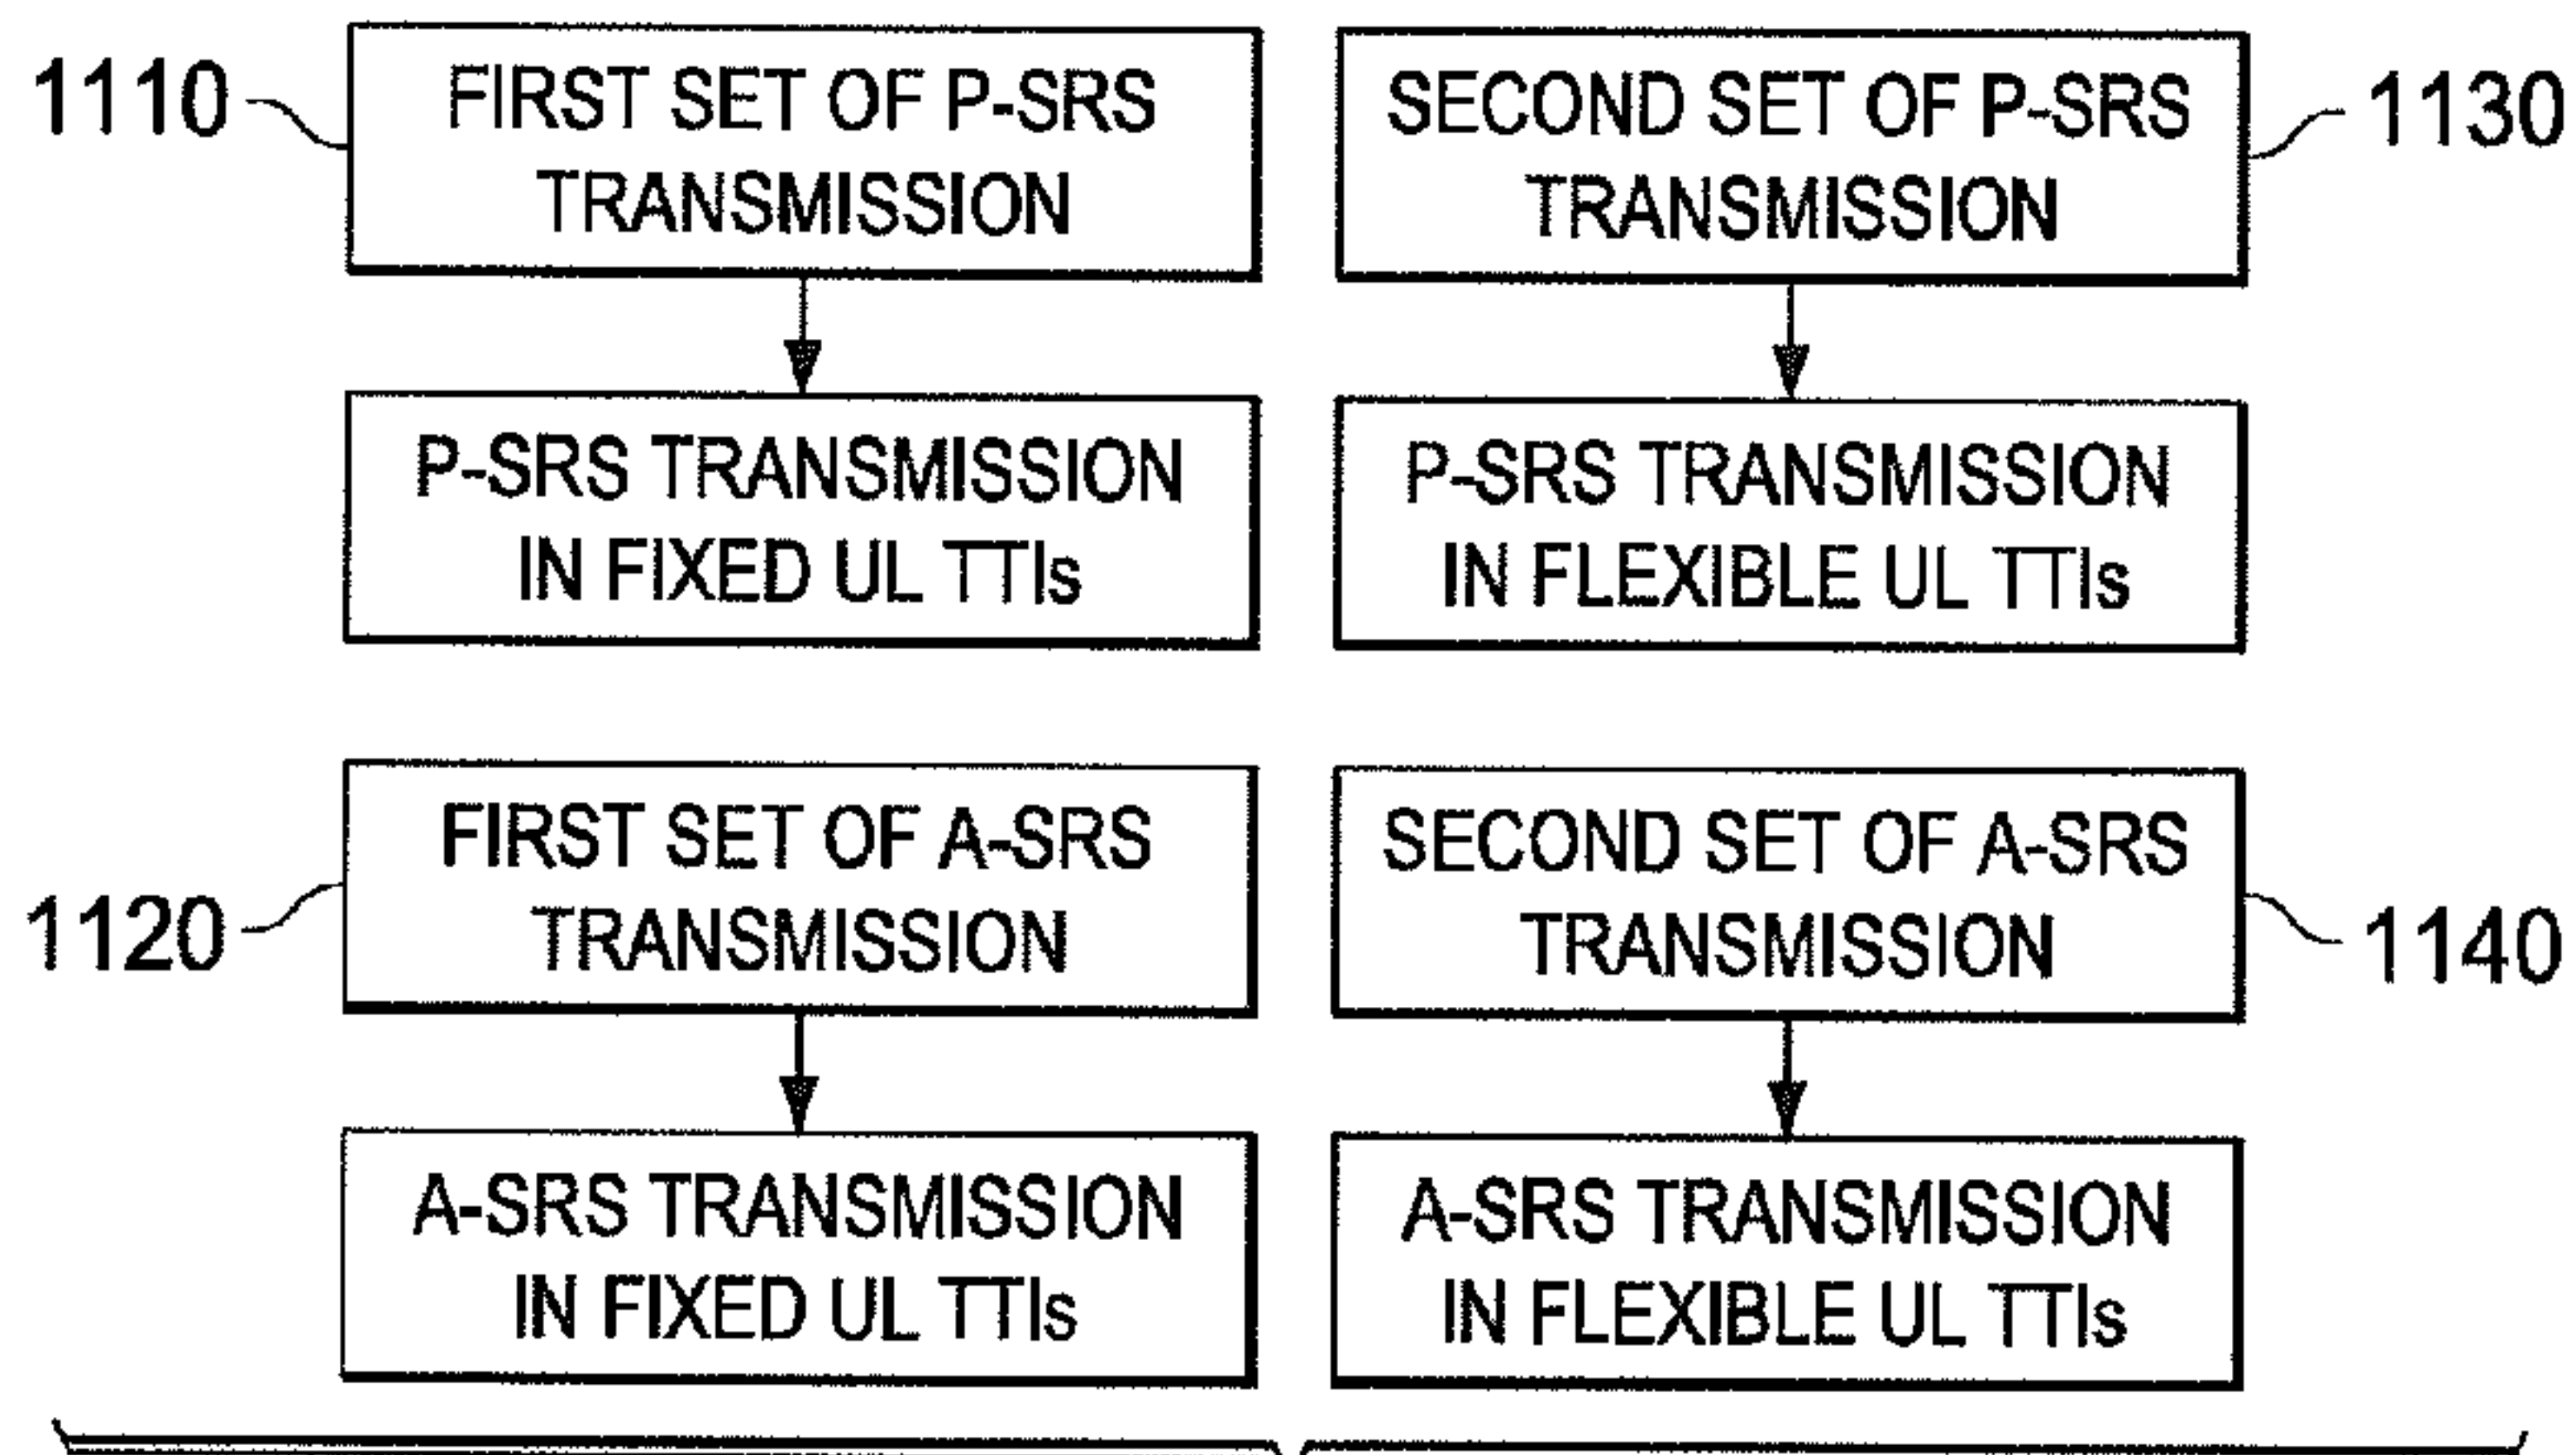 1110
FIRST SET OF P-SRS
TRANSMISSION
SECOND SET OF P-SRS
TRANSMISSION
1130
P-SRS TRANSMISSION
IN FIXED UL TTIs
P-SRS TRANSMISSION
IN FLEXIBLE UL TTIs
1120
FIRST SET OF A-SRS
TRANSMISSION
SECOND SET OF A-SRS
TRANSMISSION
1140
A-SRS TRANSMISSION
IN FIXED UL TTIs
A-SRS TRANSMISSION
IN FLEXIBLE UL TTIs